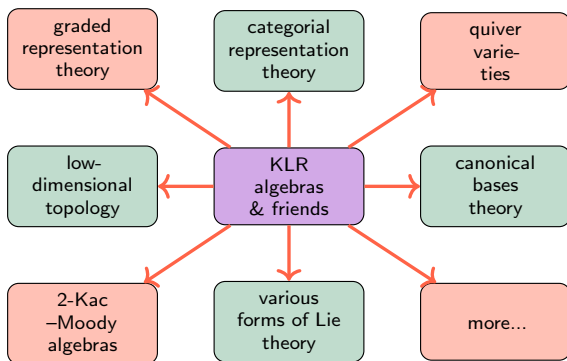 graded
representation
theory
categorial
representation
theory
quiver
varie-
ties
low-
dimensional
topology
KLR
algebras
& friends
canonical
bases
theory
2-Kac
–Moody
algebras
various
forms of Lie
theory
more...